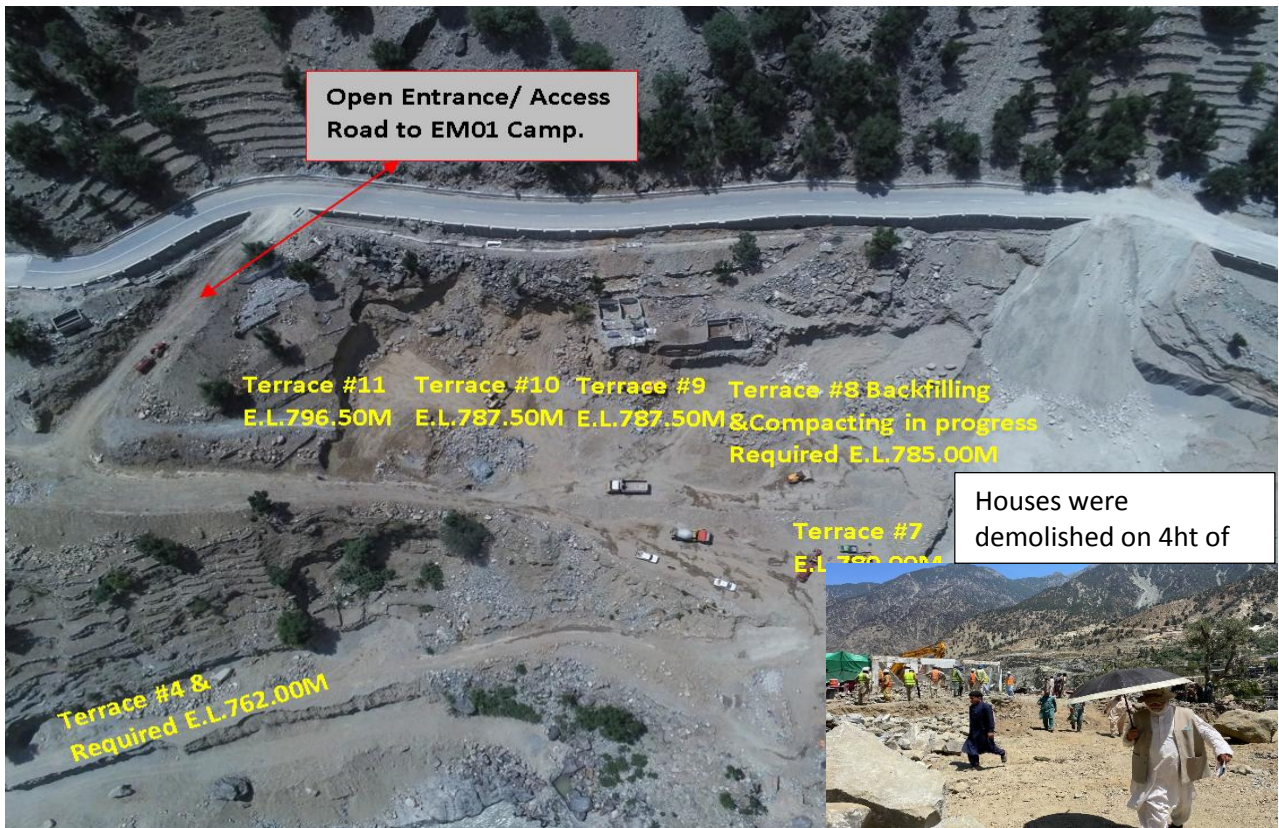 Open Entrance/ Access
Road to EM01 Camp.
Terrace #11
E.L.796.50M
Terrace #10
E.L.787.50M
Terrace #9
E.L.787.50M
Terrace #8 Backfilling
&Compacting in progress
Required E.L.785.00M
Houses were
demolished on 4ht of
Terrace #7
E.L
Terrace #4 &
Required E.L.762.00M